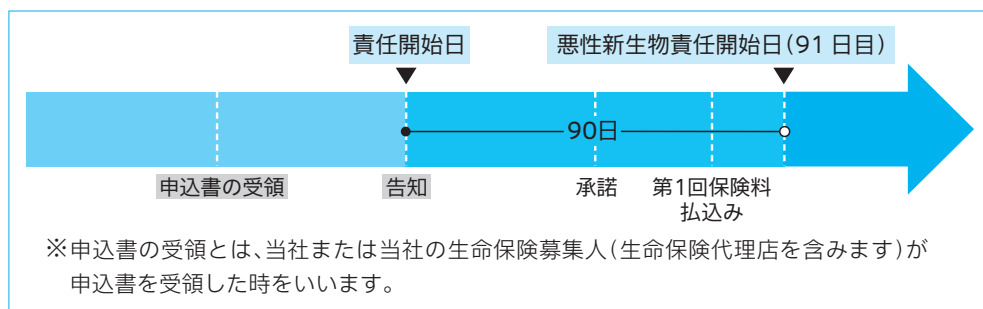 責任開始日
悪性新生物責任開始日(91日目)
90日
申込書の受領
告知
承諾
第1回保険料
払込み
※申込書の受領とは、当社または当社の生命保険募集人(生命保険代理店を含みます)が
申込書を受領した時をいいます。